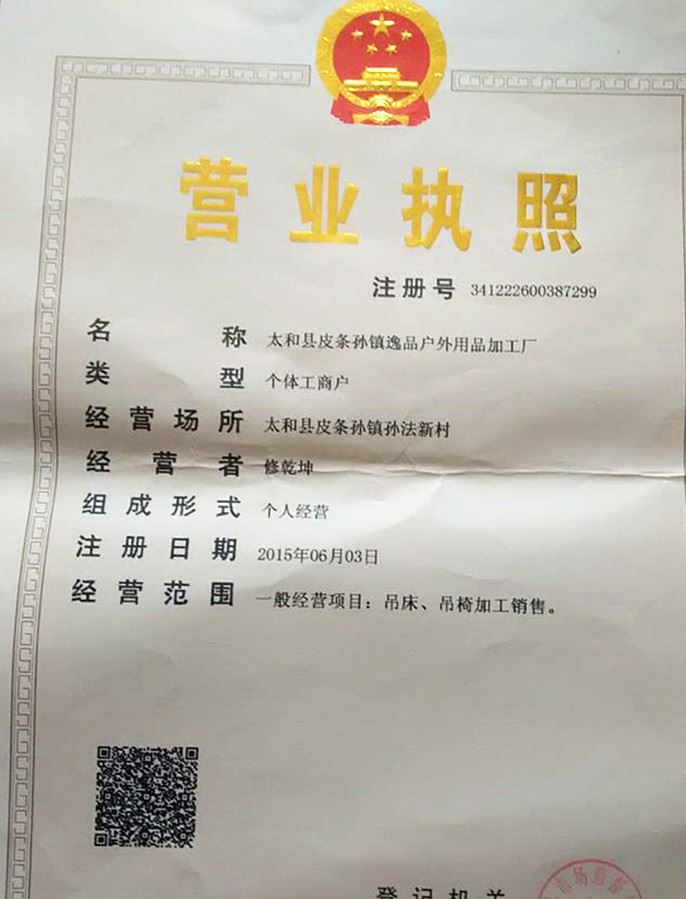 营业执照
注册号 341222600387299
名称 太和县皮条孙镇逸品户外用品加工厂
类型 个体工商户
经营场所 太和县皮条孙镇孙法新村
经营者 修乾坤
组成形式 个人经营
注册日期 2015年06月03日
经营范围 一般经营项目：吊床、吊椅加工销售。
登记机关
市场监督